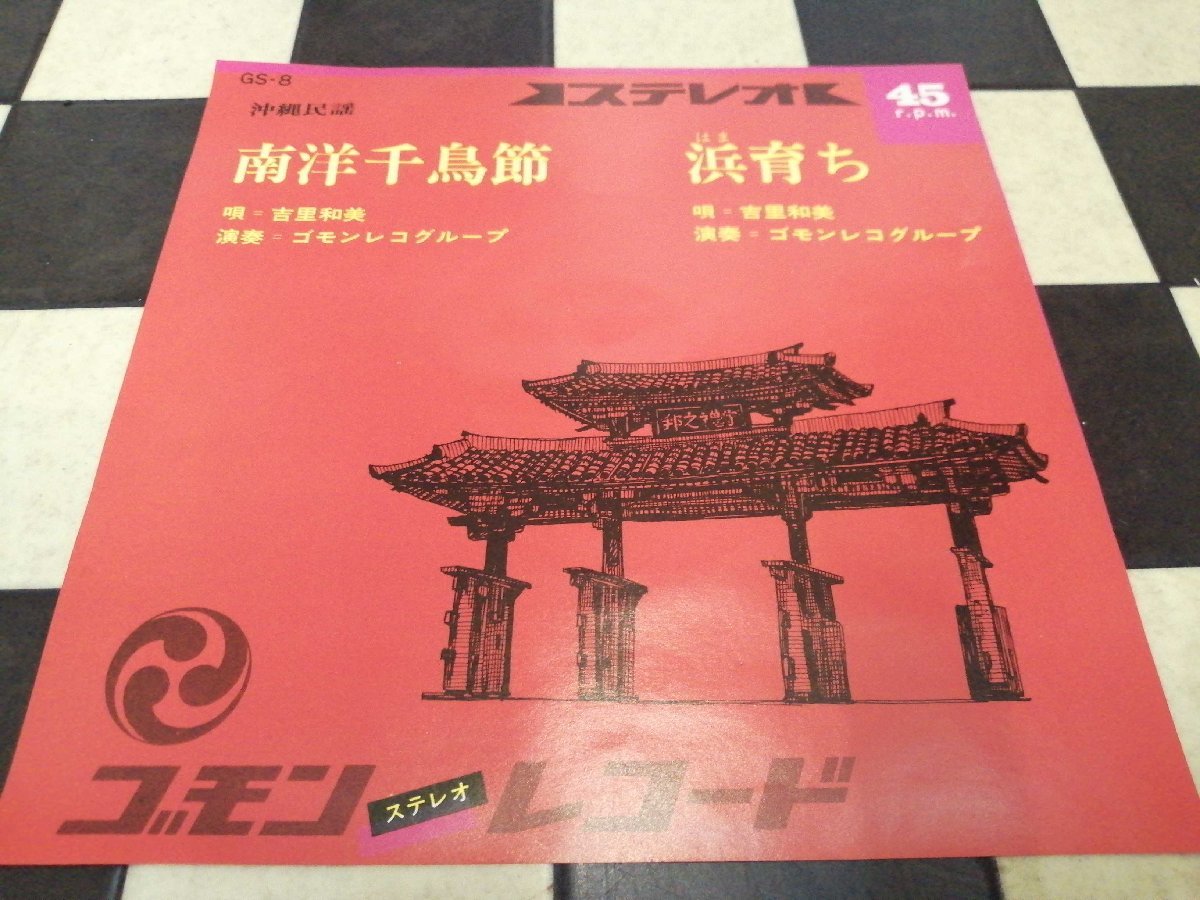 GS-8
ステレオ
45
r.p.m.
沖縄民謡
南洋千鳥節
唄=吉里和美
演奏=ゴモンレコグループ
はま
浜育ち
唄=吉里和美
演奏=ゴモンレコグループ
守禮之邦
ゴモンレコード
ステレオ